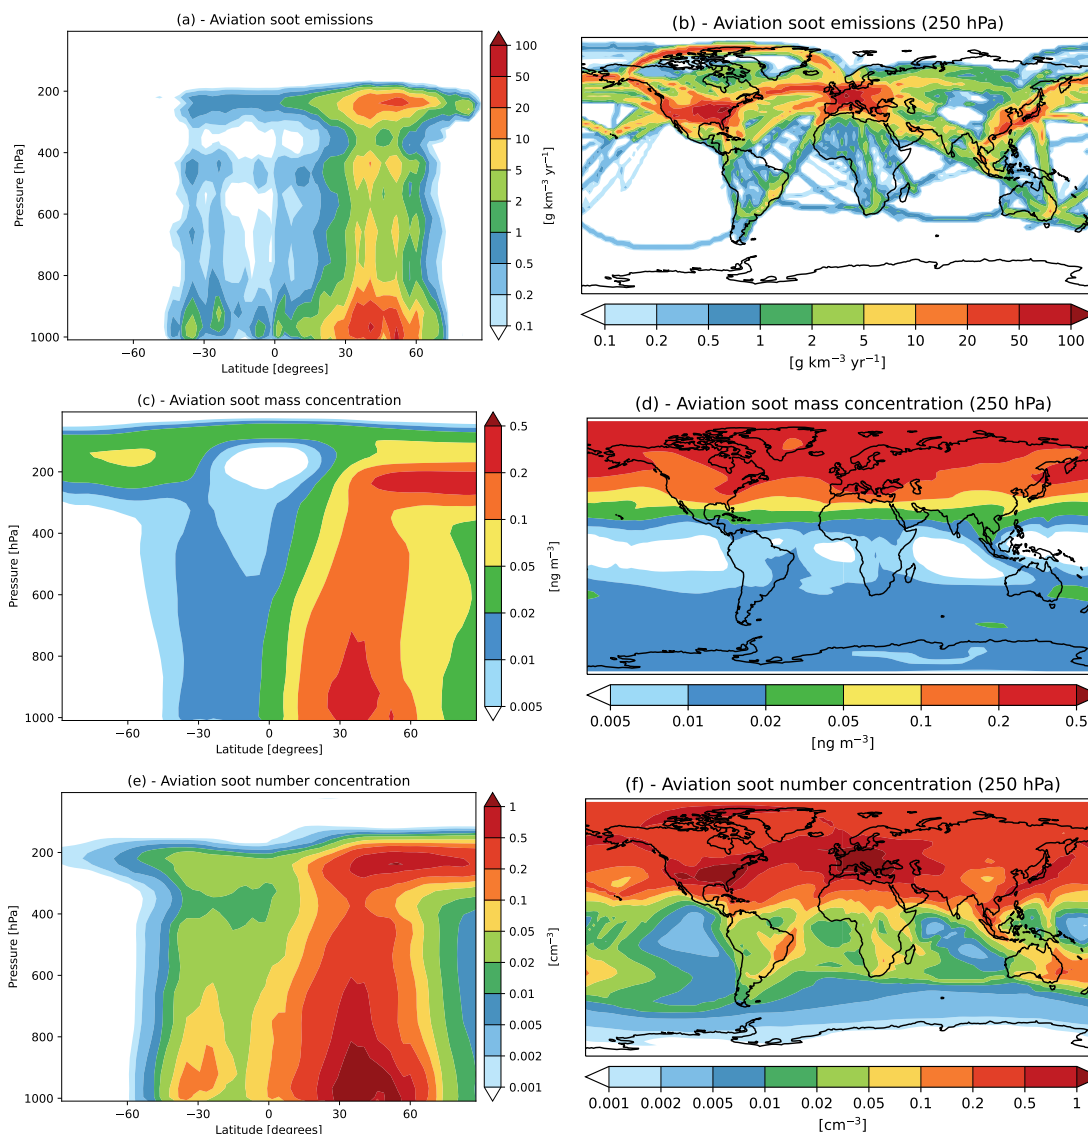 (a) - Aviation soot emissions
Pressure [hPa]
200
400
600
800
1000
−60
−30
0
30
60
Latitude [degrees]
100
50
20
10
5
2
1
0.5
0.2
0.1
[g km⁻³ yr⁻¹]
(b) - Aviation soot emissions (250 hPa)
0.1 0.2 0.5 1 2 5 10 20 50 100
[g km⁻³ yr⁻¹]
(c) - Aviation soot mass concentration
Pressure [hPa]
200
400
600
800
1000
−60
−30
0
30
60
Latitude [degrees]
0.5
0.2
0.1
0.05
0.02
0.01
0.005
[ng m⁻³]
(d) - Aviation soot mass concentration (250 hPa)
0.005 0.01 0.02 0.05 0.1 0.2 0.5
[ng m⁻³]
(e) - Aviation soot number concentration
Pressure [hPa]
200
400
600
800
1000
−60
−30
0
30
60
Latitude [degrees]
1
0.5
0.2
0.1
0.05
0.02
0.01
0.005
0.002
0.001
[cm⁻³]
(f) - Aviation soot number concentration (250 hPa)
0.001 0.002 0.005 0.01 0.02 0.05 0.1 0.2 0.5 1
[cm⁻³]